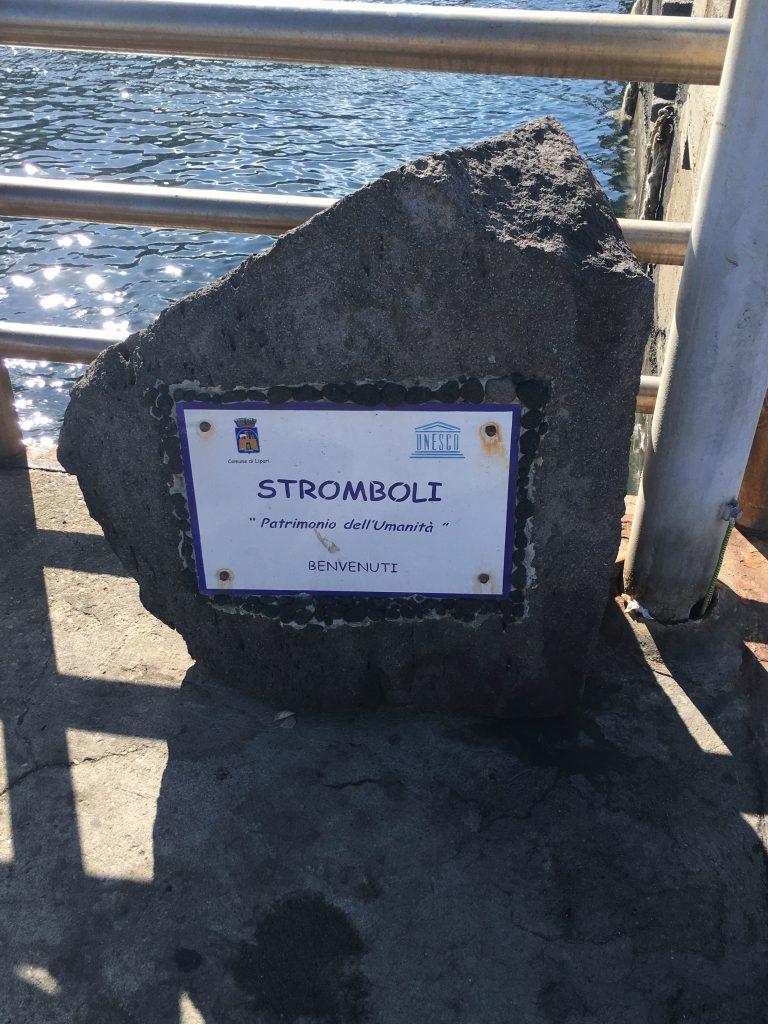 Comune di Lipari
UNESCO
STROMBOLI
" Patrimonio dell'Umanità "
BENVENUTI